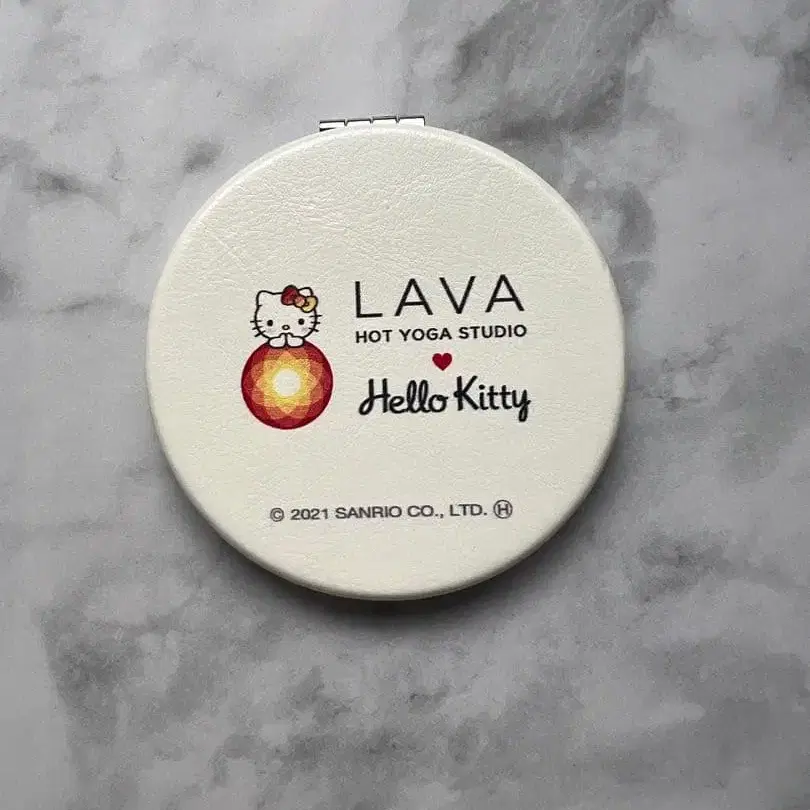 LAVA
HOT YOGA STUDIO
Hello Kitty
© 2021 SANRIO CO., LTD. Ⓗ